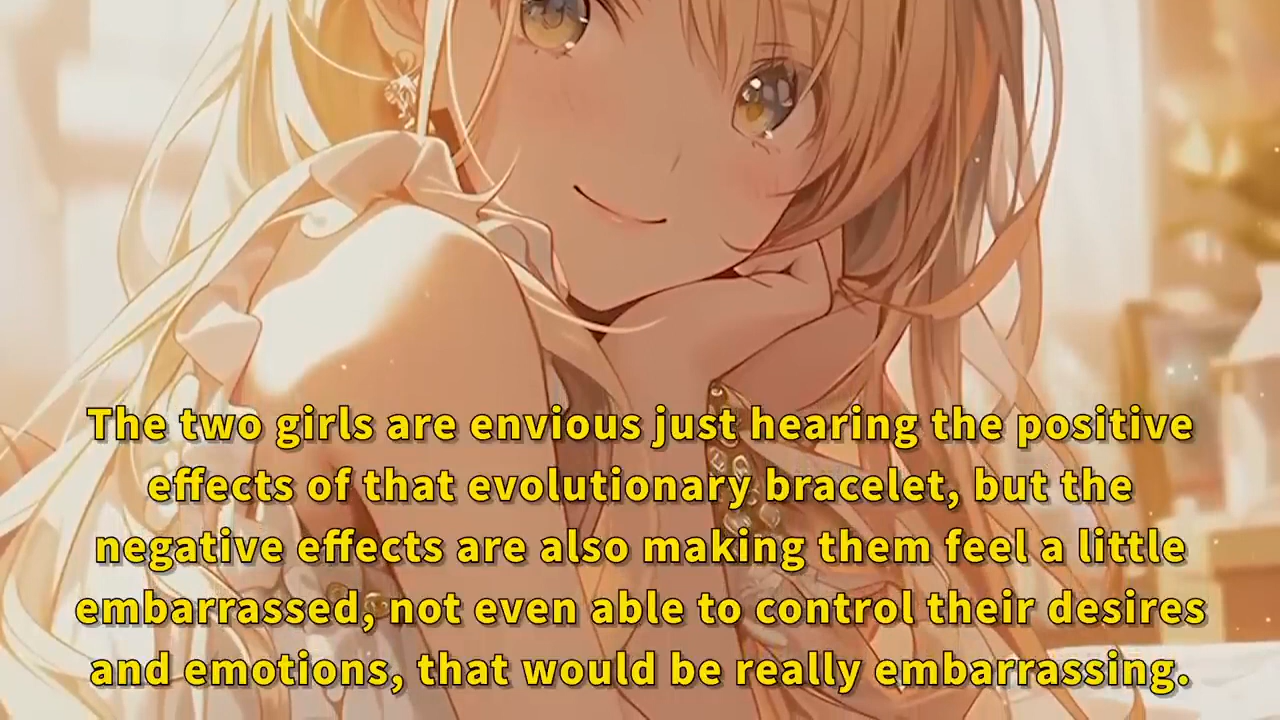 The two girls are envious just hearing the positive
effects of that evolutionary bracelet, but the
negative effects are also making them feel a little
embarrassed, not even able to control their desires
and emotions, that would be really embarrassing.